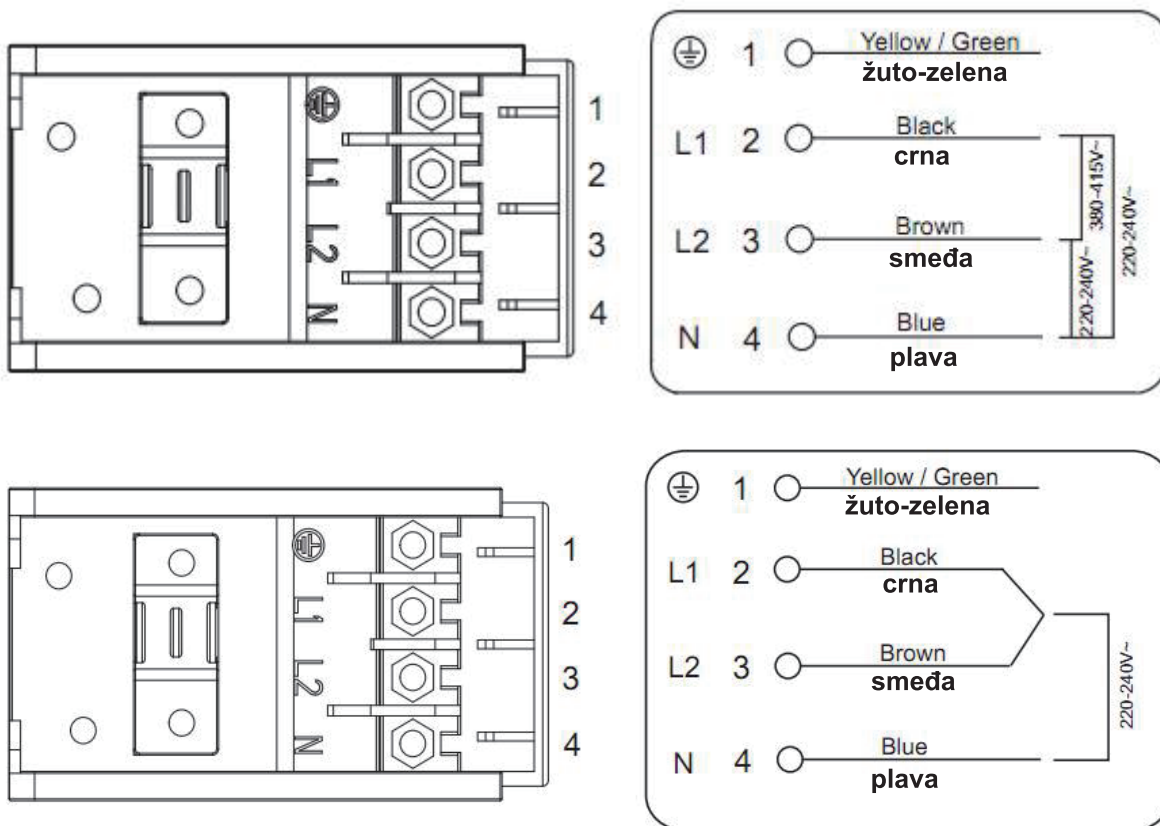 L1
L2
N
1
2
3
4
1 Yellow / Green
žuto-zelena
L1 2 Black
crna
L2 3 Brown
smeđa
N 4 Blue
plava
380-415V~
220-240V~
220-240V~
L1
L2
N
1
2
3
4
1 Yellow / Green
žuto-zelena
L1 2 Black
crna
L2 3 Brown
smeđa
N 4 Blue
plava
220-240V~